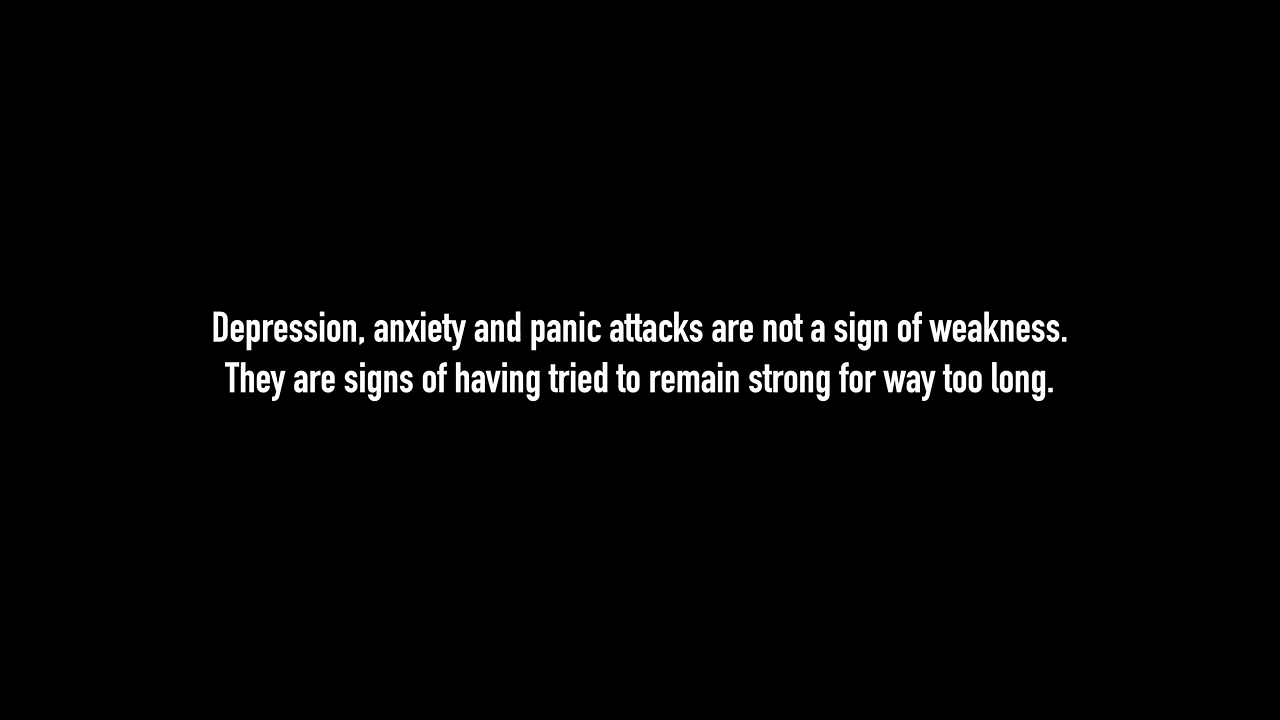 Depression, anxiety and panic attacks are not a sign of weakness.
They are signs of having tried to remain strong for way too long.